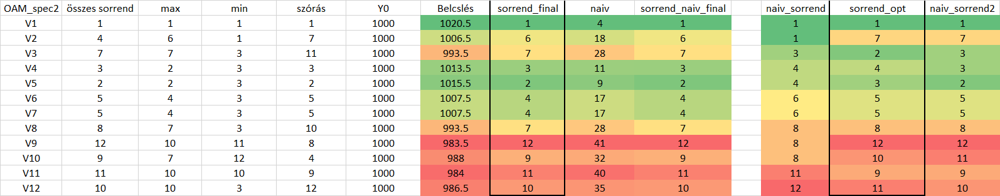 OAM_spec2 összes sorrend max min szórás Y0 Belcslés sorrend_final naiv sorrend_naiv_final naiv_sorrend sorrend_opt naiv_sorrend2
V1 1 1 1 1 1000 1020.5 1 4 1 1 1 1
V2 4 6 1 7 1000 1006.5 6 18 6 1 7 7
V3 7 7 3 11 1000 993.5 7 28 7 3 2 3
V4 3 2 3 3 1000 1013.5 3 11 3 4 4 3
V5 2 2 3 2 1000 1015.5 2 9 2 4 3 2
V6 5 4 3 5 1000 1007.5 4 17 4 6 5 5
V7 5 4 3 5 1000 1007.5 4 17 4 6 5 5
V8 8 7 3 10 1000 993.5 7 28 7 8 8 8
V9 12 10 11 8 1000 983.5 12 41 12 8 12 12
V10 9 7 12 4 1000 988 9 32 9 8 10 11
V11 11 10 10 9 1000 984 11 40 11 11 9 9
V12 10 10 3 12 1000 986.5 10 35 10 12 11 10